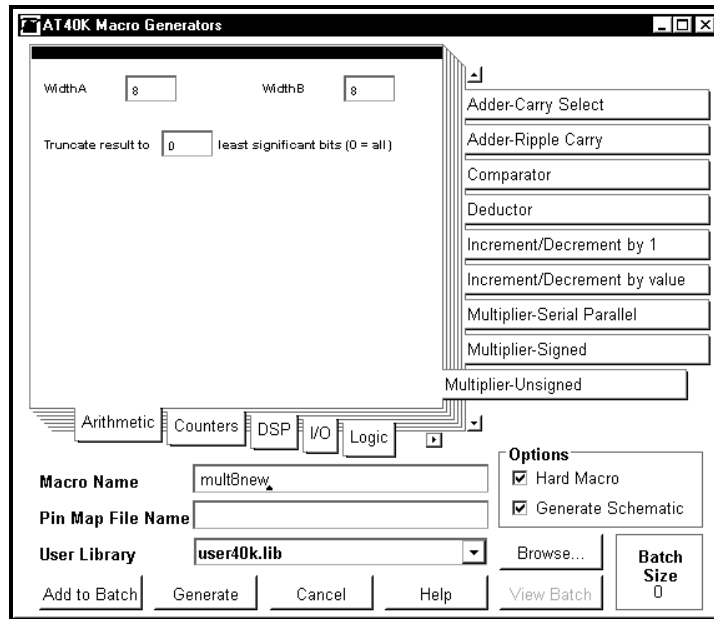 AT40K Macro Generators
WidthA 8 WidthB 8
Truncate result to 0 least significant bits (0 = all)
Adder-Carry Select
Adder-Ripple Carry
Comparator
Deductor
Increment/Decrement by 1
Increment/Decrement by value
Multiplier-Serial Parallel
Multiplier-Signed
Multiplier-Unsigned
Arithmetic Counters DSP I/O Logic
Macro Name mult8new
Pin Map File Name
User Library user40k.lib
Options
Hard Macro
Generate Schematic
Browse...
Batch
Size
0
Add to Batch Generate Cancel Help View Batch